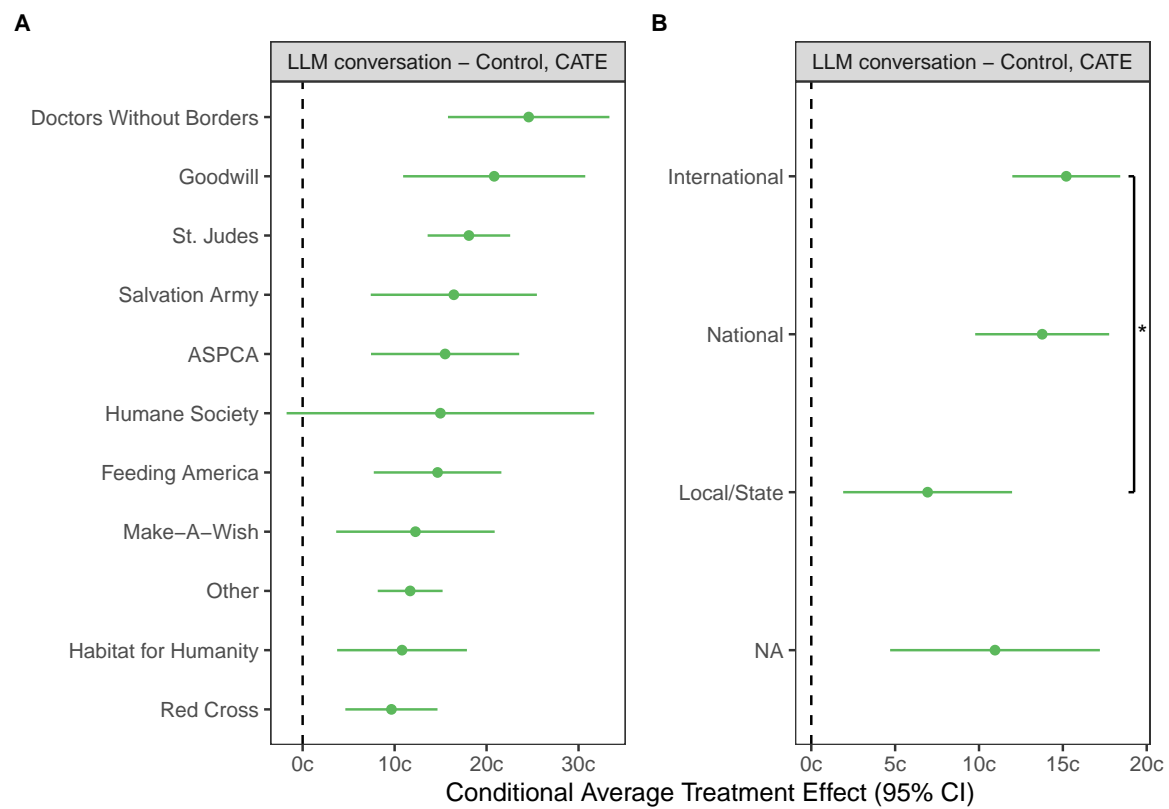 A
LLM conversation – Control, CATE
Doctors Without Borders
Goodwill
St. Judes
Salvation Army
ASPCA
Humane Society
Feeding America
Make−A−Wish
Other
Habitat for Humanity
Red Cross
0c 10c 20c 30c
B
LLM conversation – Control, CATE
International
National
Local/State
NA
*
0c 5c 10c 15c 20c
Conditional Average Treatment Effect (95% CI)